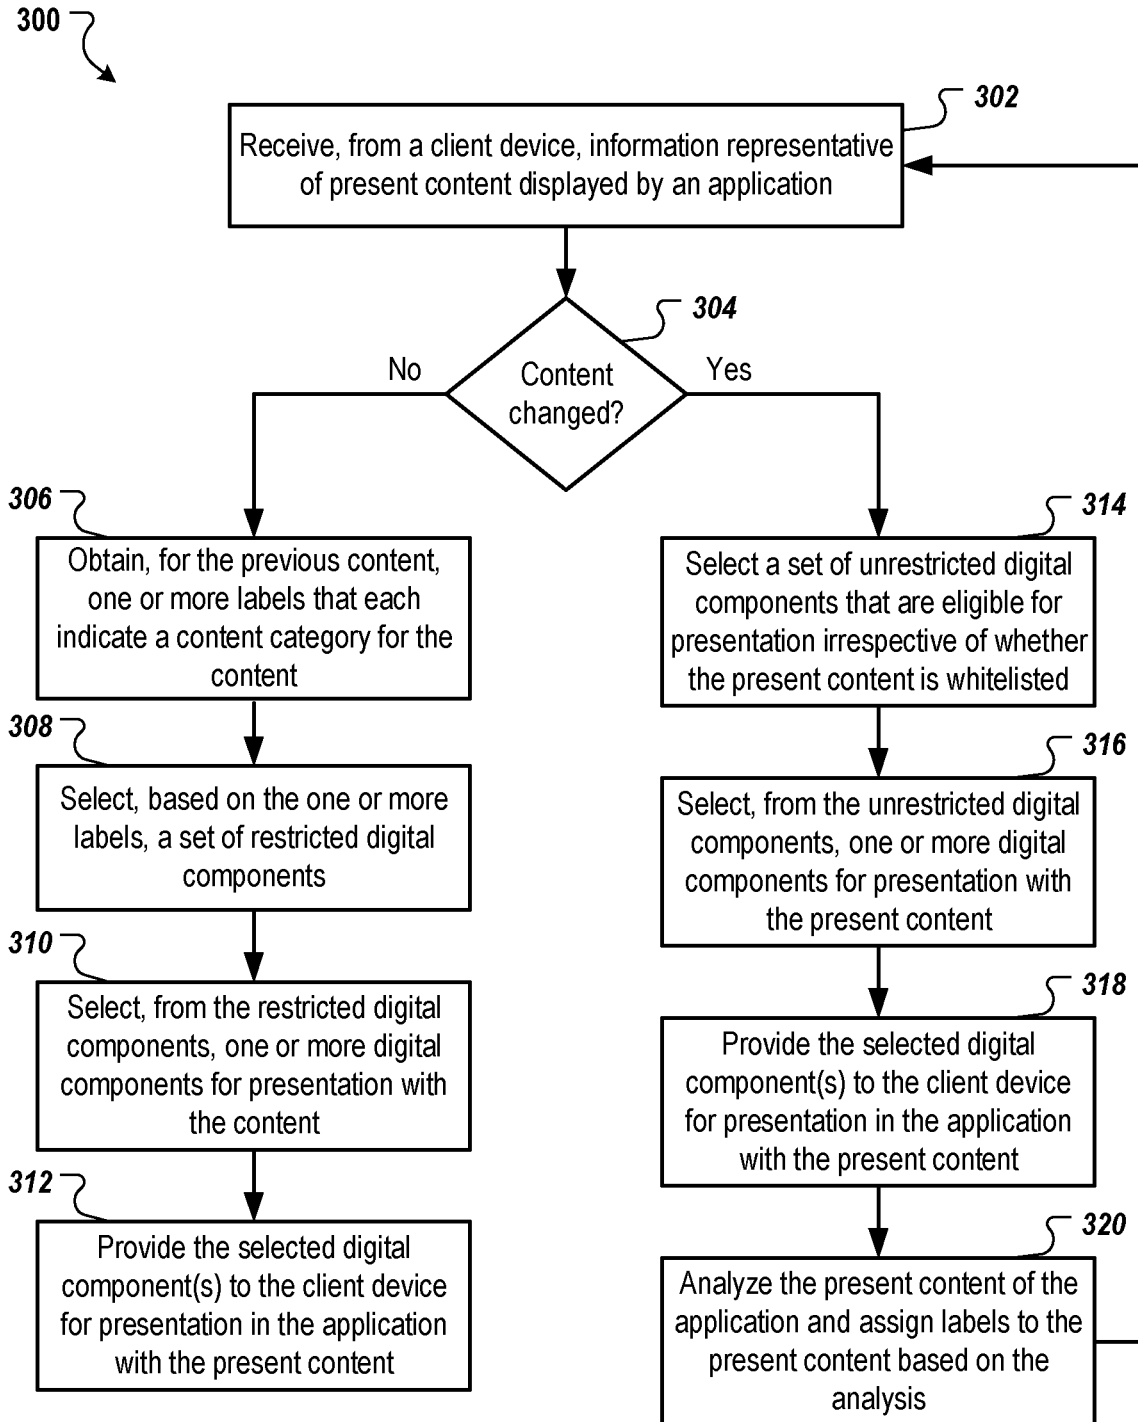 300
302
Receive, from a client device, information representative
of present content displayed by an application
304
Content
changed?
No
Yes
306
Obtain, for the previous content,
one or more labels that each
indicate a content category for the
content
308
Select, based on the one or more
labels, a set of restricted digital
components
310
Select, from the restricted digital
components, one or more digital
components for presentation with
the content
312
Provide the selected digital
component(s) to the client device
for presentation in the application
with the present content
314
Select a set of unrestricted digital
components that are eligible for
presentation irrespective of whether
the present content is whitelisted
316
Select, from the unrestricted digital
components, one or more digital
components for presentation with
the present content
318
Provide the selected digital
component(s) to the client device
for presentation in the application
with the present content
320
Analyze the present content of the
application and assign labels to the
present content based on the
analysis